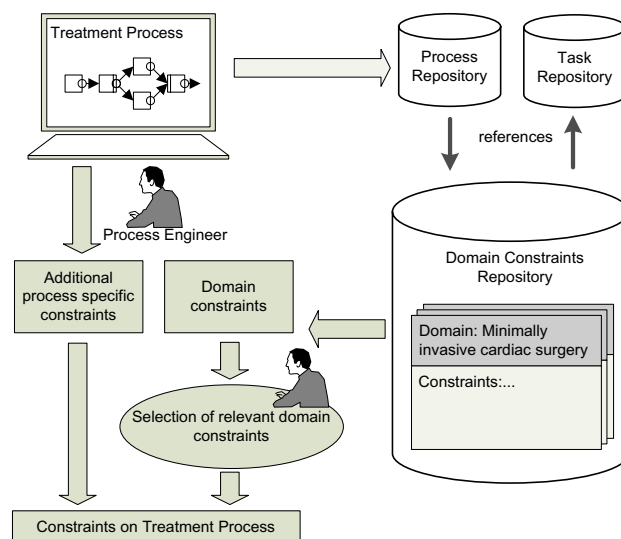 Treatment Process
Process
Repository
Task
Repository
references
Process Engineer
Domain Constraints
Repository
Additional
process specific
constraints
Domain
constraints
Domain: Minimally
invasive cardiac surgery
Constraints:...
Selection of relevant domain
constraints
Constraints on Treatment Process